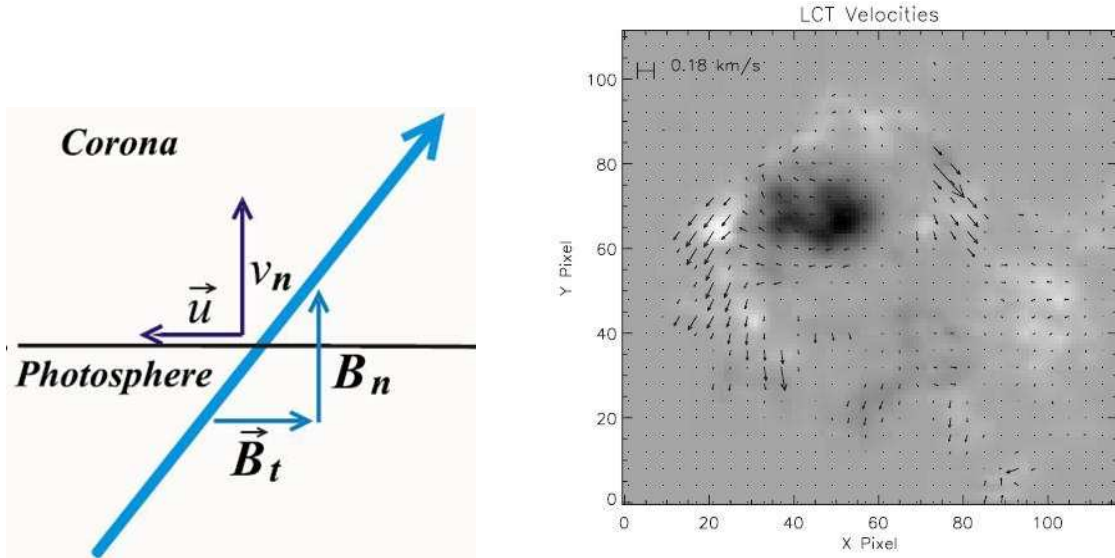 Corona
v_n
u⃗
Photosphere
B_n
B⃗_t
LCT Velocities
0.18 km/s
Y Pixel
100
80
60
40
20
0
0 20 40 60 80 100
X Pixel